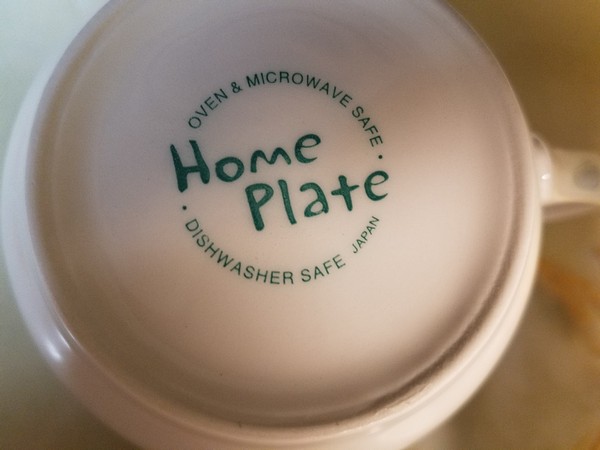 OVEN & MICROWAVE SAFE
Home
Plate
DISHWASHER SAFE JAPAN